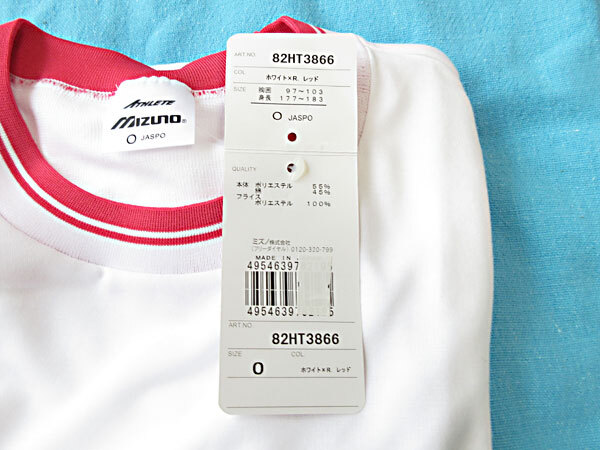 ATHLETE
MIZUNO®
O JASPO
ART.NO. 82HT3866
COL. ホワイト×R. レッド
SIZE 胸囲 97~103
身長 177~183
O JASPO
QUALITY
本体 ポリエステル 55%
綿 45%
フライス
ポリエステル 100%
ミズノ株式会社
(フリーダイヤル) 0120-320-799
MADE IN
ART.NO. 82HT3866
SIZE COL.
O ホワイト×R. レッド